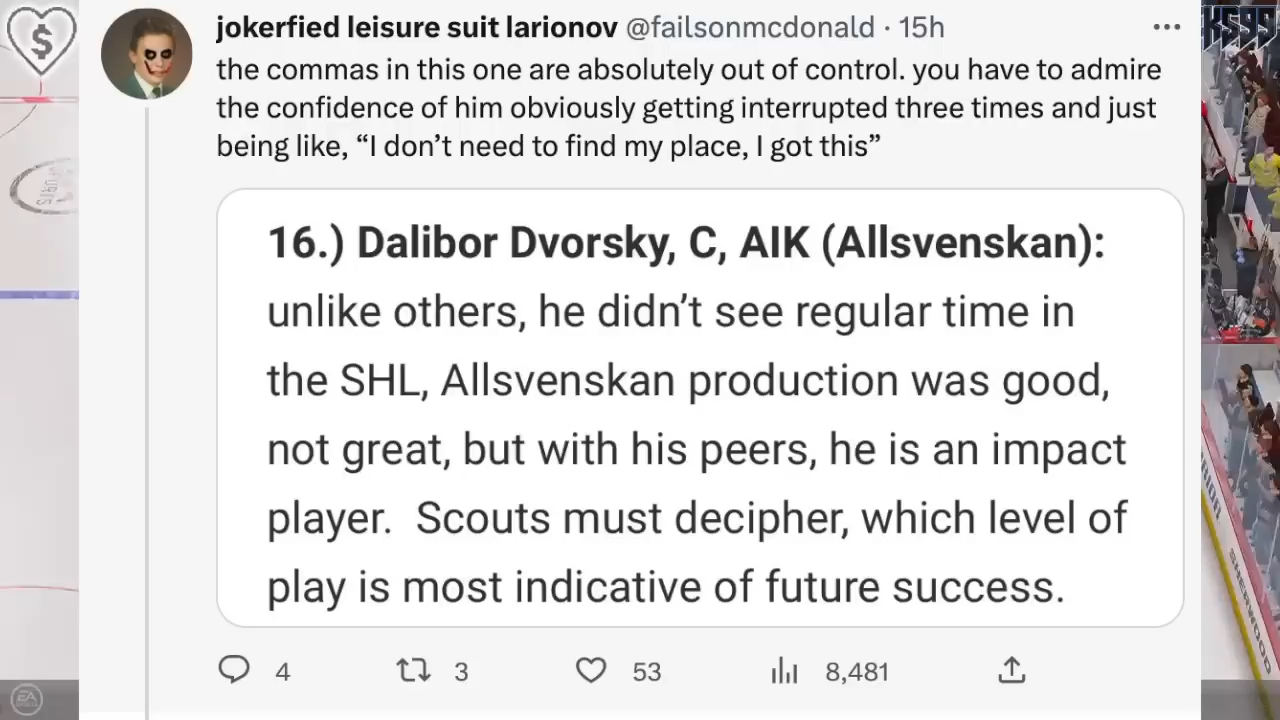 jokerfied leisure suit larionov @failsonmcdonald · 15h
the commas in this one are absolutely out of control. you have to admire
the confidence of him obviously getting interrupted three times and just
being like, “I don’t need to find my place, I got this”
16.) Dalibor Dvorsky, C, AIK (Allsvenskan):
unlike others, he didn’t see regular time in
the SHL, Allsvenskan production was good,
not great, but with his peers, he is an impact
player.  Scouts must decipher, which level of
play is most indicative of future success.
4 3 53 8,481
$
KS99
EA
SPORTS
SHERWOOD